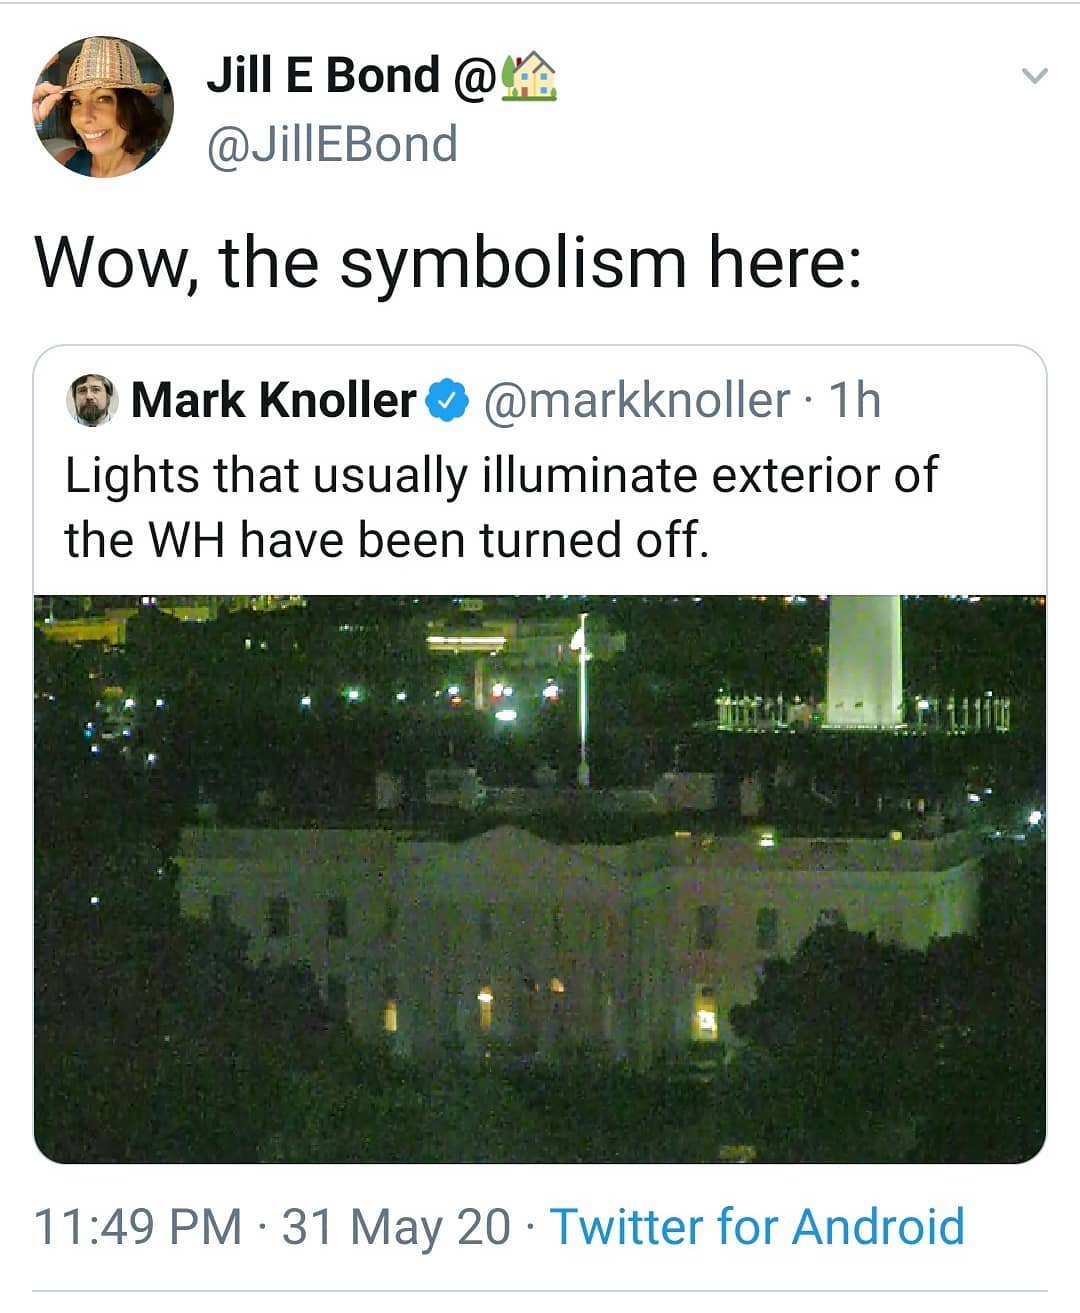 Jill E Bond @🏡
@JillEBond
Wow, the symbolism here:
Mark Knoller @markknoller · 1h
Lights that usually illuminate exterior of
the WH have been turned off.
11:49 PM · 31 May 20 · Twitter for Android